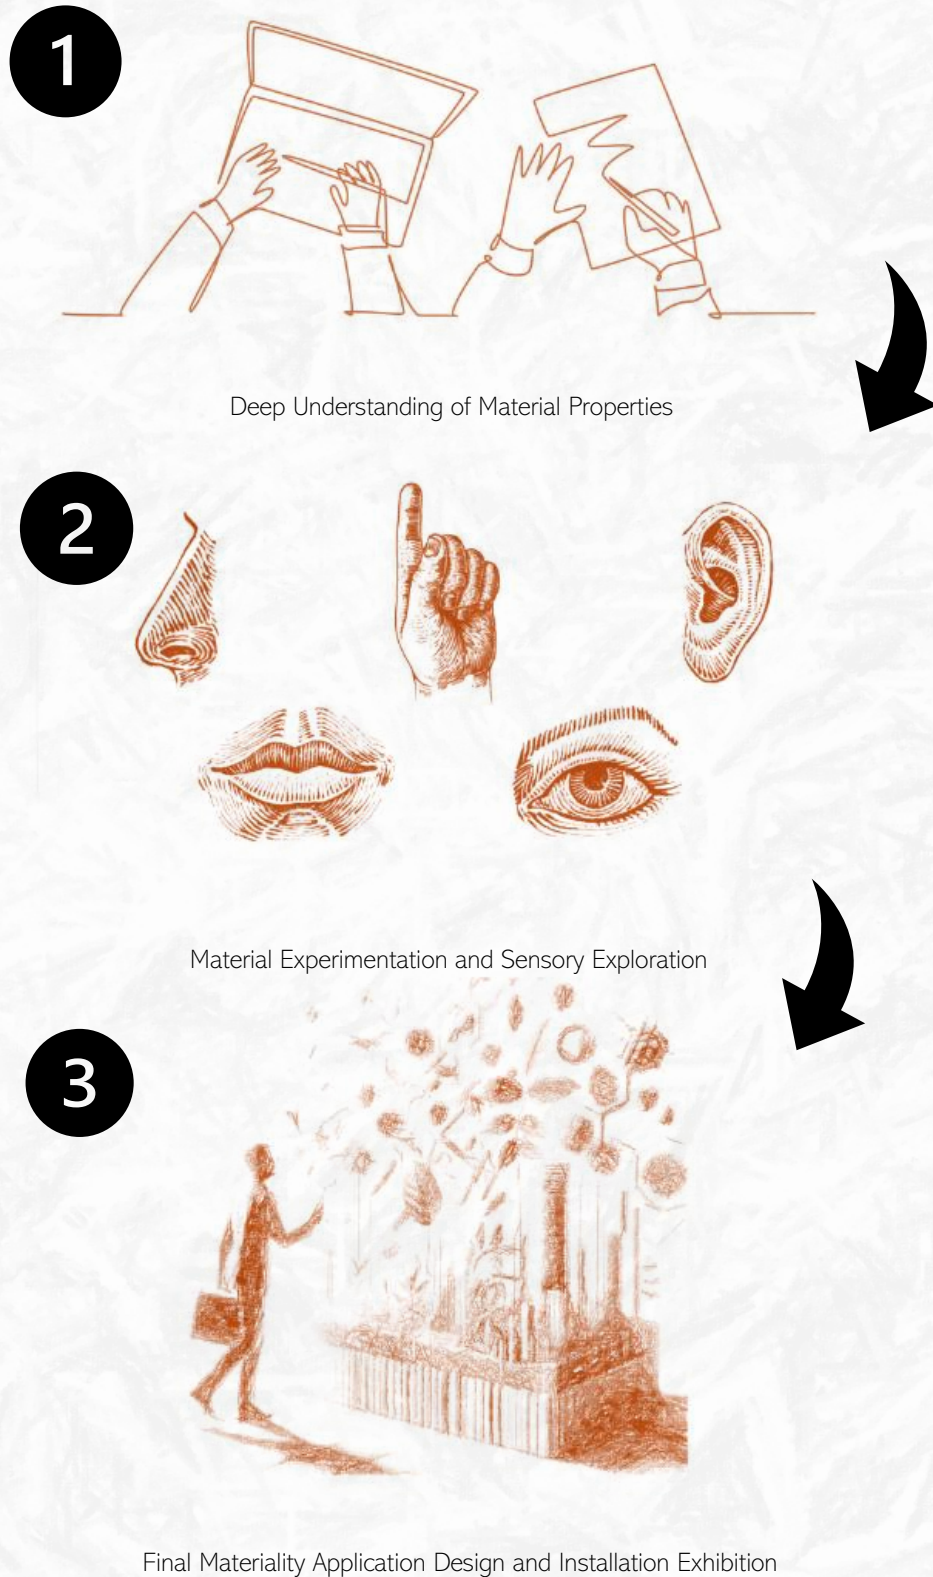 1
Deep Understanding of Material Properties
2
Material Experimentation and Sensory Exploration
3
Final Materiality Application Design and Installation Exhibition